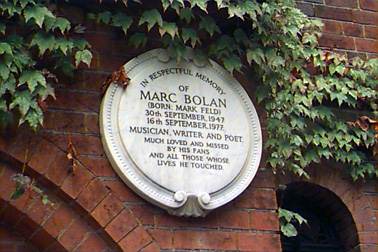 IN RESPECTFUL MEMORY
OF
MARC BOLAN
(BORN: MARK FELD)
30th SEPTEMBER, 1947
16th SEPTEMBER, 1977.
MUSICIAN, WRITER AND POET.
MUCH LOVED AND MISSED
BY HIS FANS
AND ALL THOSE WHOSE
LIVES HE TOUCHED.